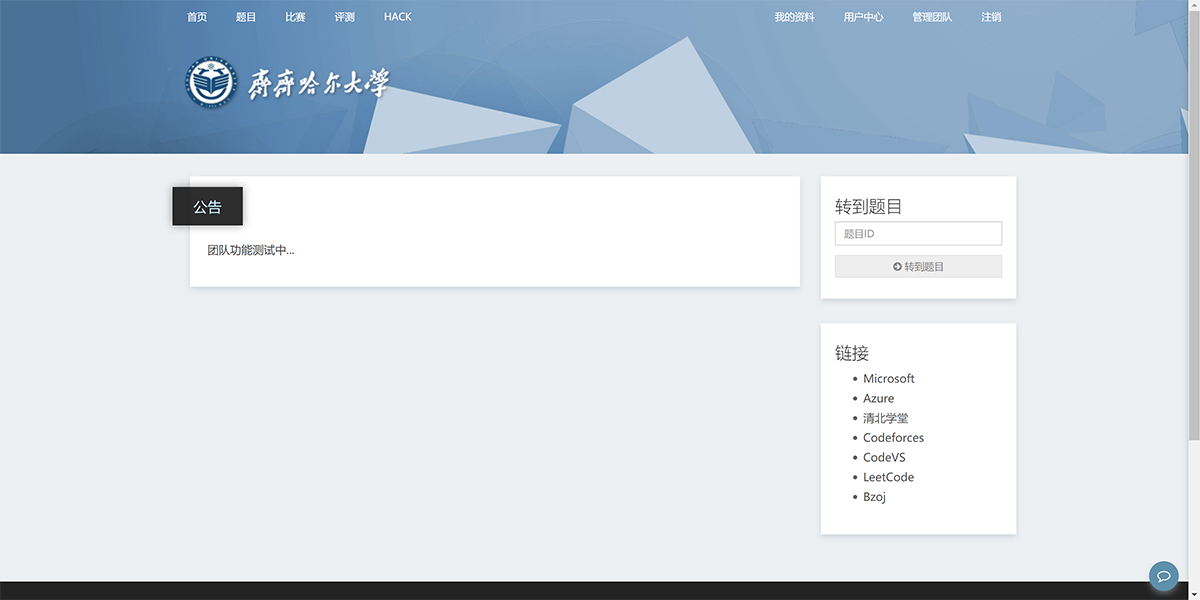 首页 题目 比赛 评测 HACK 我的资料 用户中心 管理团队 注销
齐齐哈尔大学
公告
团队功能测试中...
转到题目
题目ID
转到题目
链接
Microsoft
Azure
清北学堂
Codeforces
CodeVS
LeetCode
Bzoj